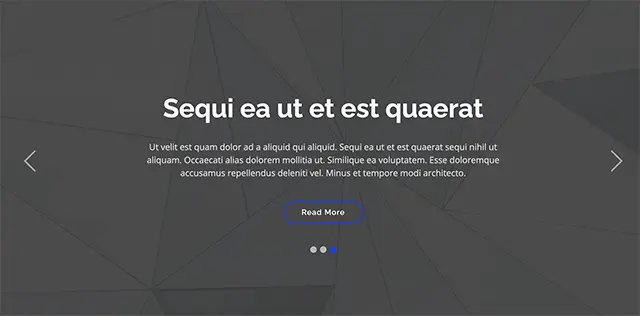 Sequi ea ut et est quaerat
Ut velit est quam dolor ad a aliquid qui aliquid. Sequi ea ut et est quaerat sequi nihil ut
aliquam. Occaecati alias dolorem mollitia ut. Similique ea voluptatem. Esse doloremque
accusamus repellendus deleniti vel. Minus et tempore modi architecto.
Read More